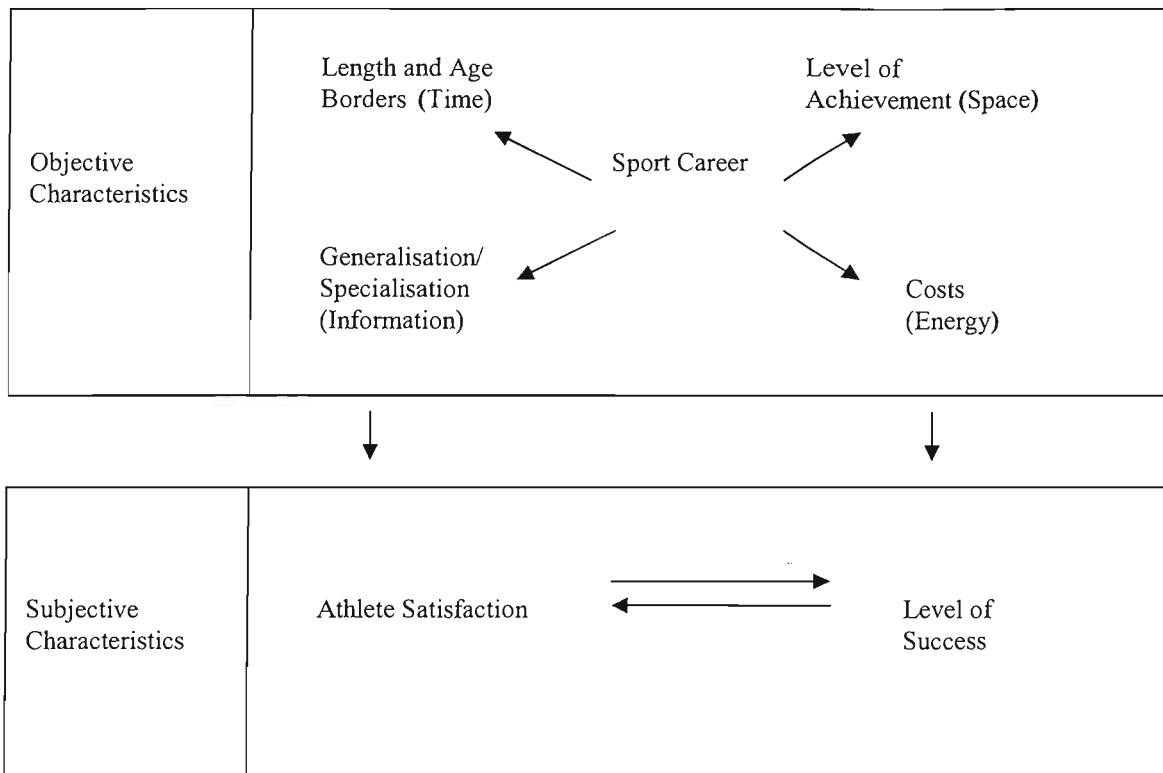 Objective
Characteristics
Length and Age
Borders (Time)
Level of
Achievement (Space)
Sport Career
Generalisation/
Specialisation
(Information)
Costs
(Energy)
Subjective
Characteristics
Athlete Satisfaction
Level of
Success